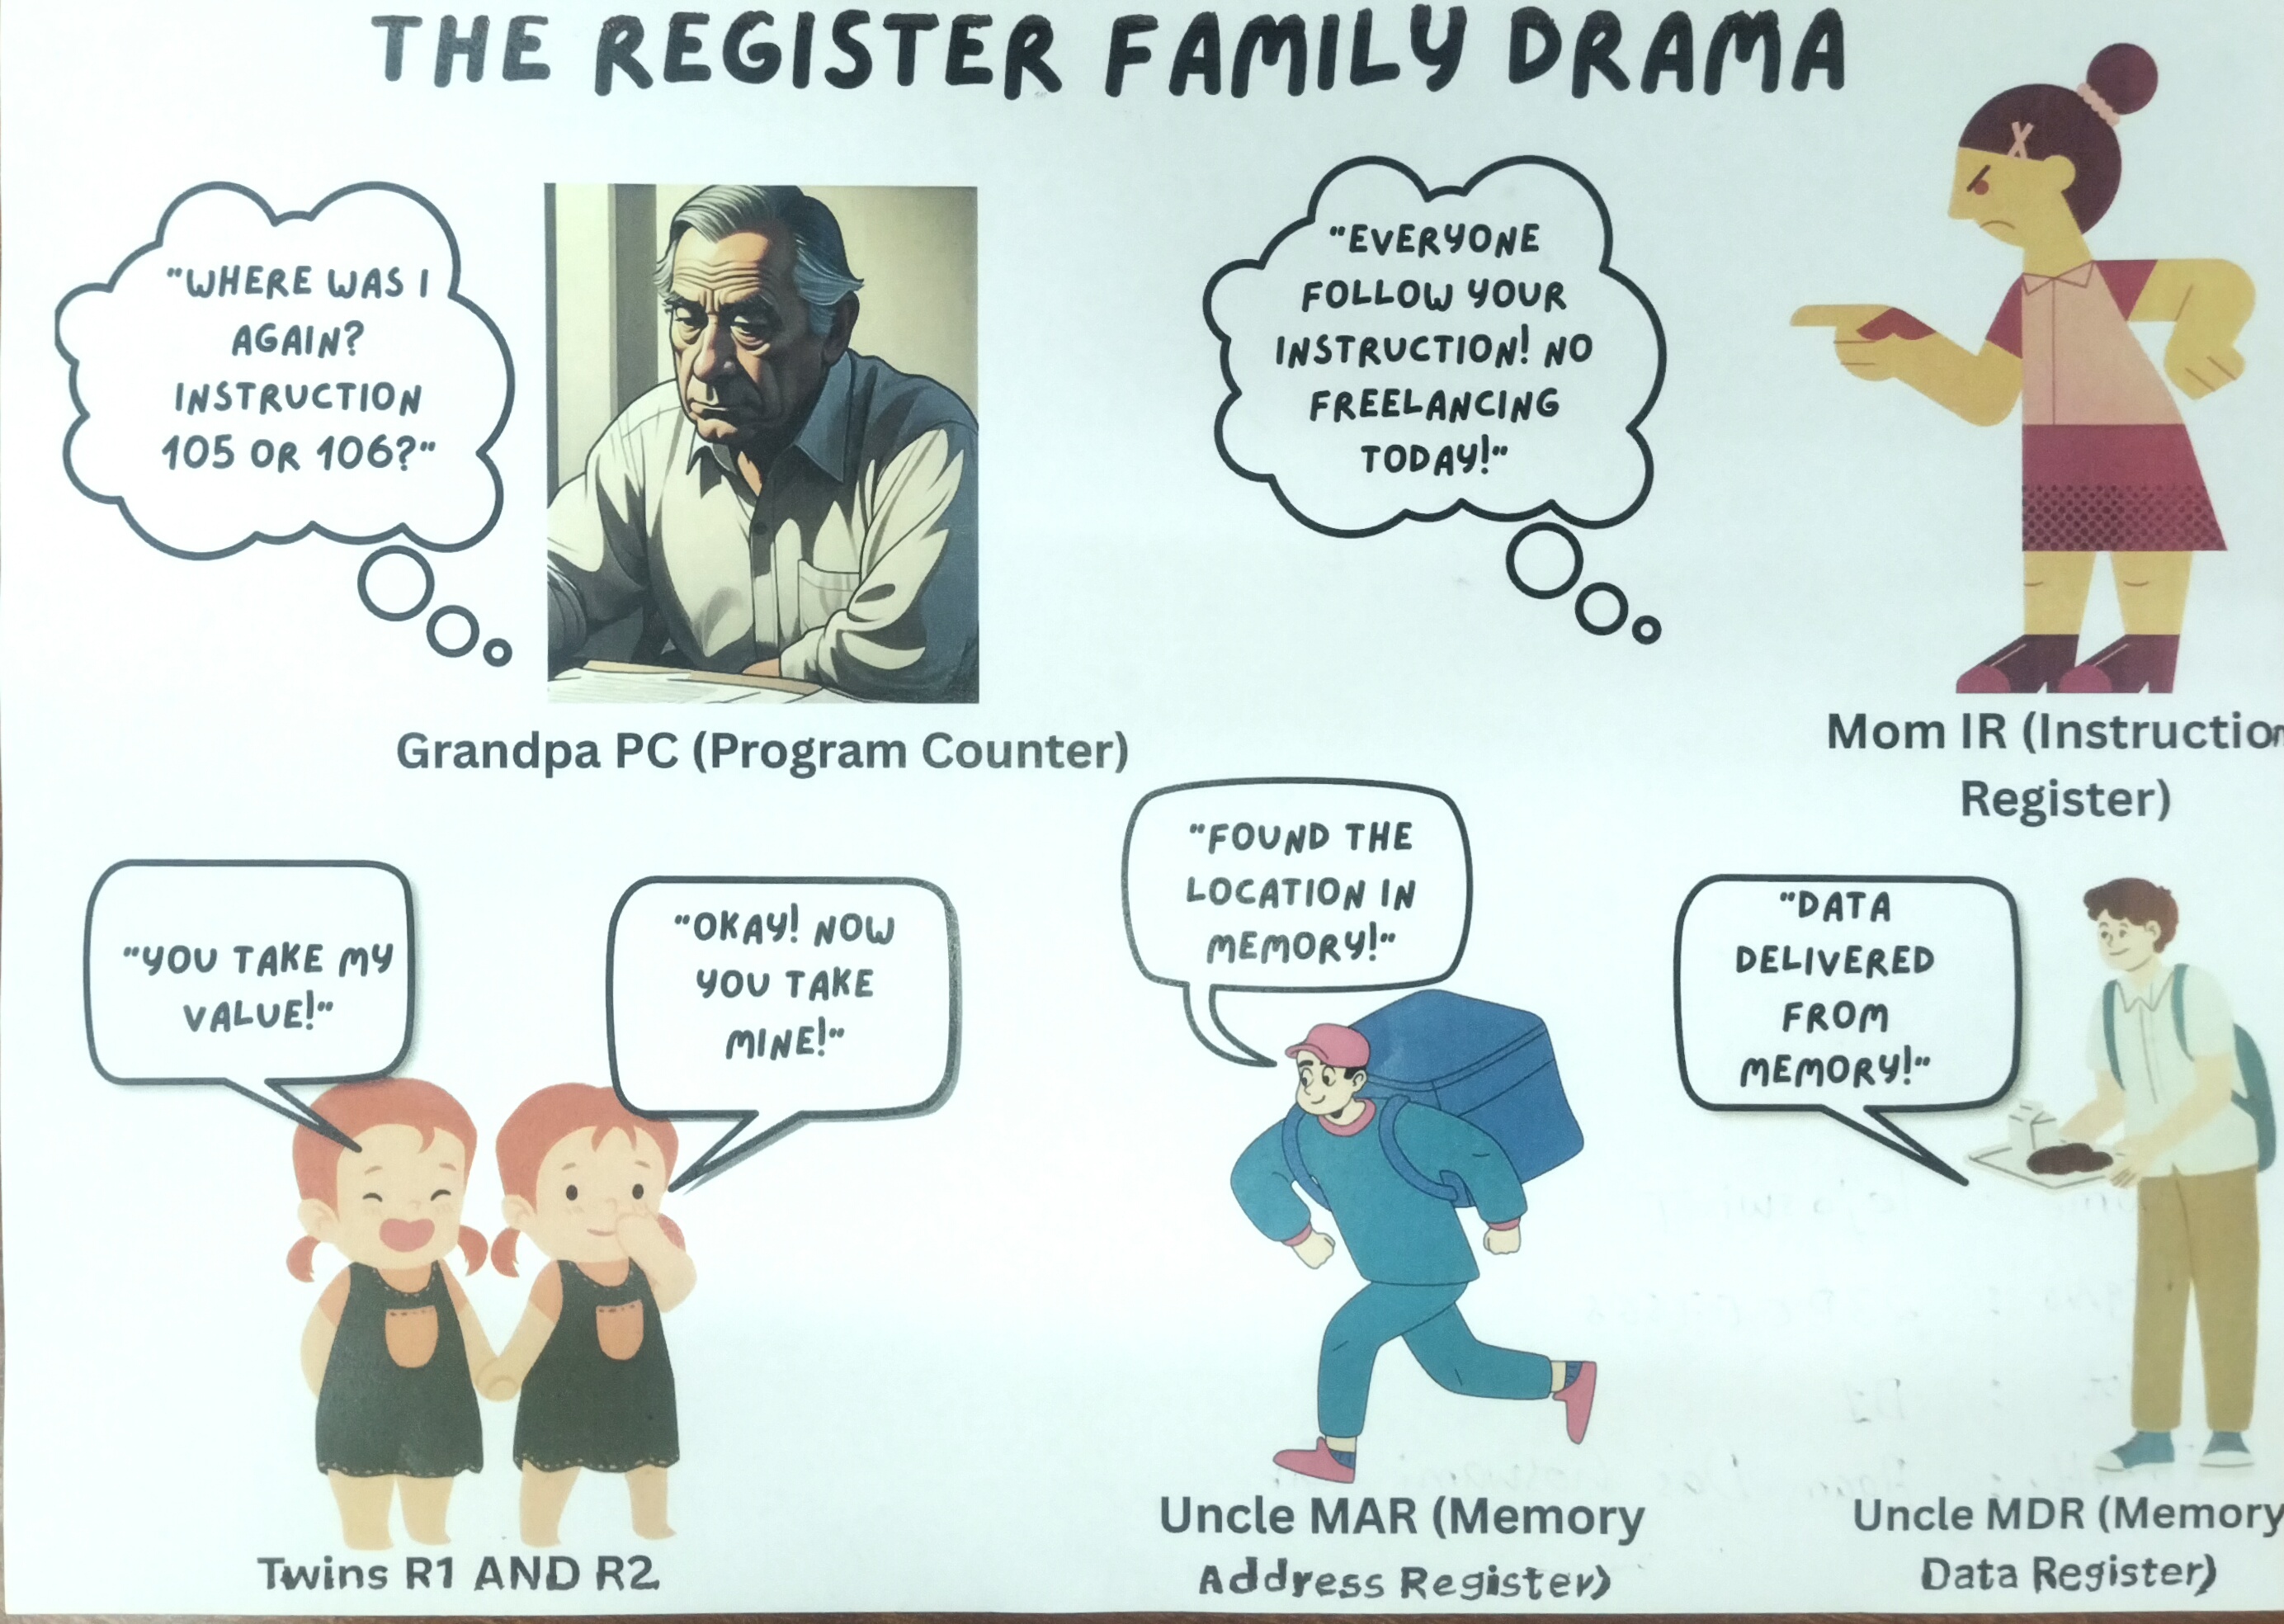 THE REGISTER FAMILY DRAMA
"WHERE WAS I
AGAIN?
INSTRUCTION
105 OR 106?"
Grandpa PC (Program Counter)
"EVERYONE
FOLLOW YOUR
INSTRUCTION! NO
FREELANCING
TODAY!"
Mom IR (Instruction
Register)
"YOU TAKE MY
VALUE!"
"OKAY! NOW
YOU TAKE
MINE!"
Twins R1 AND R2
"FOUND THE
LOCATION IN
MEMORY!"
Uncle MAR (Memory
Address Register)
"DATA
DELIVERED
FROM
MEMORY!"
Uncle MDR (Memory
Data Register)